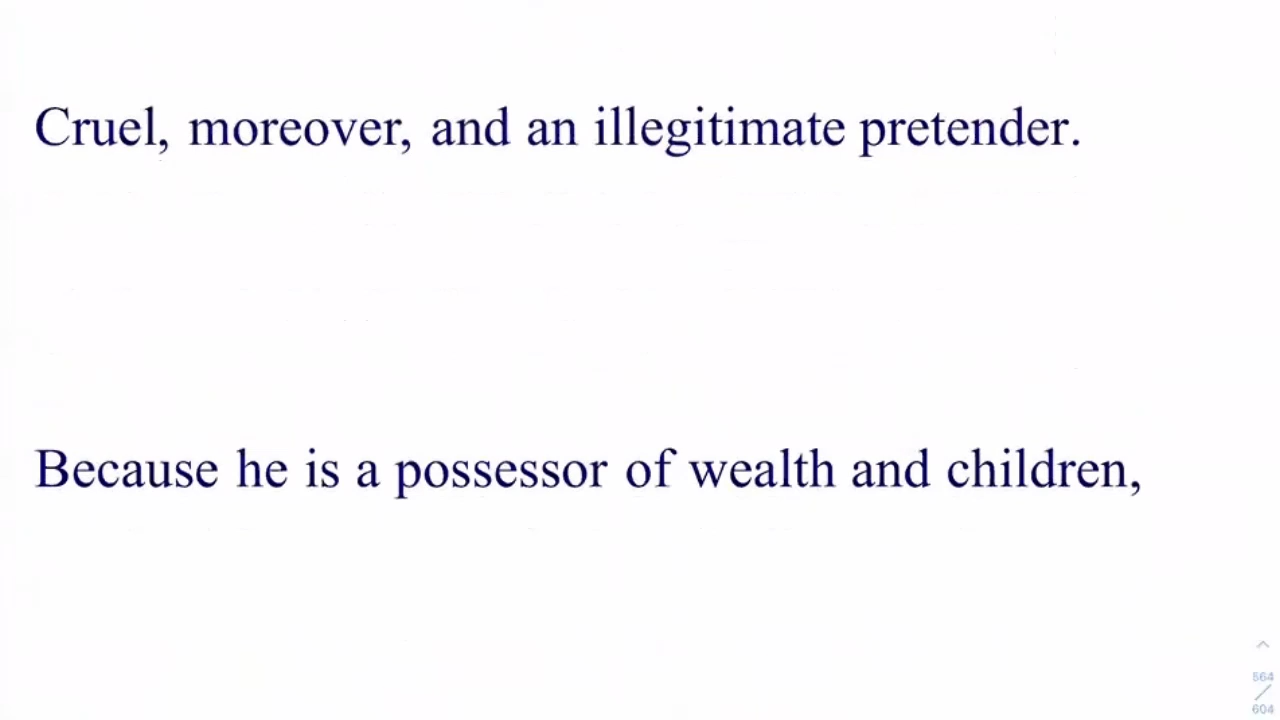 Cruel, moreover, and an illegitimate pretender.
Because he is a possessor of wealth and children,
564
604